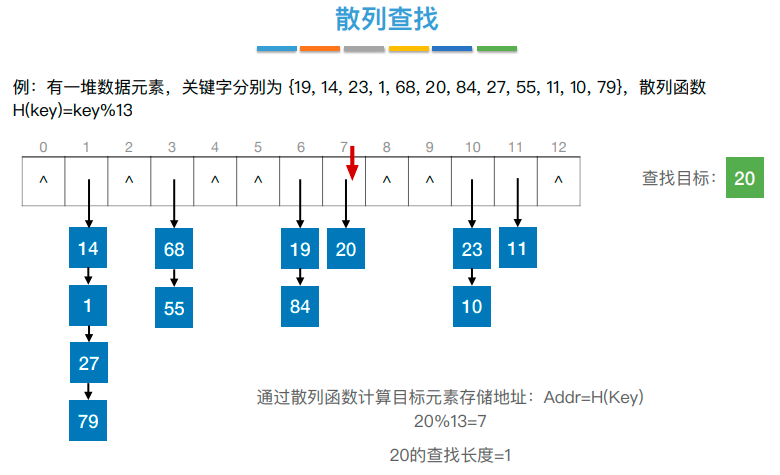 散列查找
例：有一堆数据元素，关键字分别为 {19, 14, 23, 1, 68, 20, 84, 27, 55, 11, 10, 79}，散列函数
H(key)=key%13
0 1 2 3 4 5 6 7 8 9 10 11 12
^ ^ ^ ^ ^ ^ ^
查找目标： 20
14 68 19 20 23 11
1 55 84 10
27
79
通过散列函数计算目标元素存储地址：Addr=H(Key)
20%13=7
20的查找长度=1